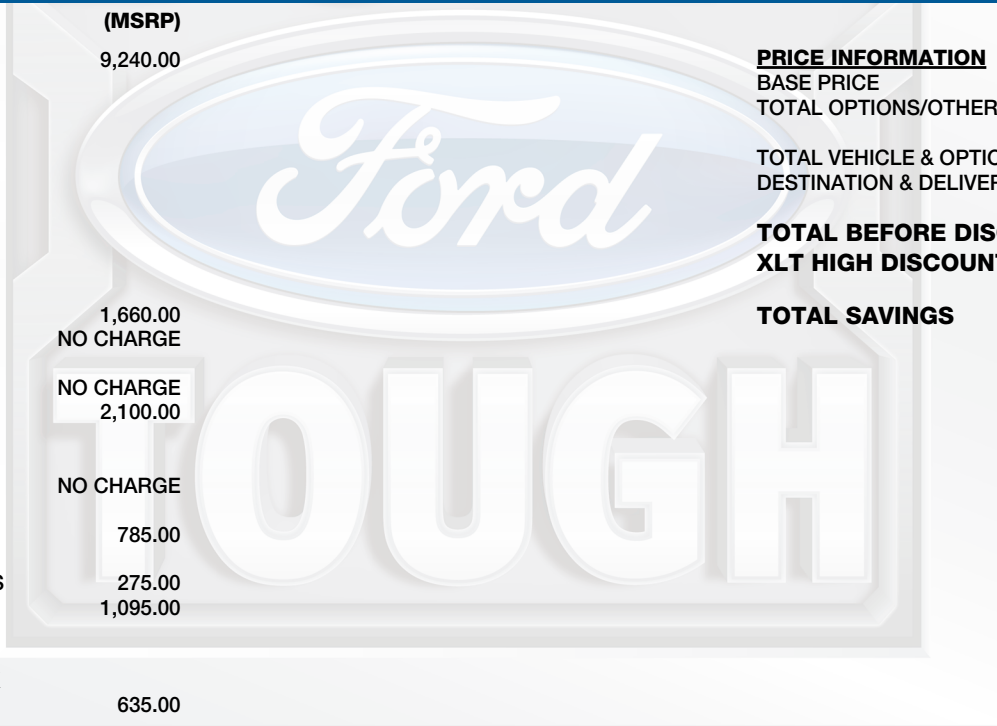 (MSRP)
9,240.00
1,660.00
NO CHARGE
NO CHARGE
2,100.00
NO CHARGE
785.00
S 275.00
1,095.00
635.00
PRICE INFORMATION
BASE PRICE
TOTAL OPTIONS/OTHER
TOTAL VEHICLE & OPTIO
DESTINATION & DELIVER
TOTAL BEFORE DIS
XLT HIGH DISCOUNT
TOTAL SAVINGS
Ford
TOUGH